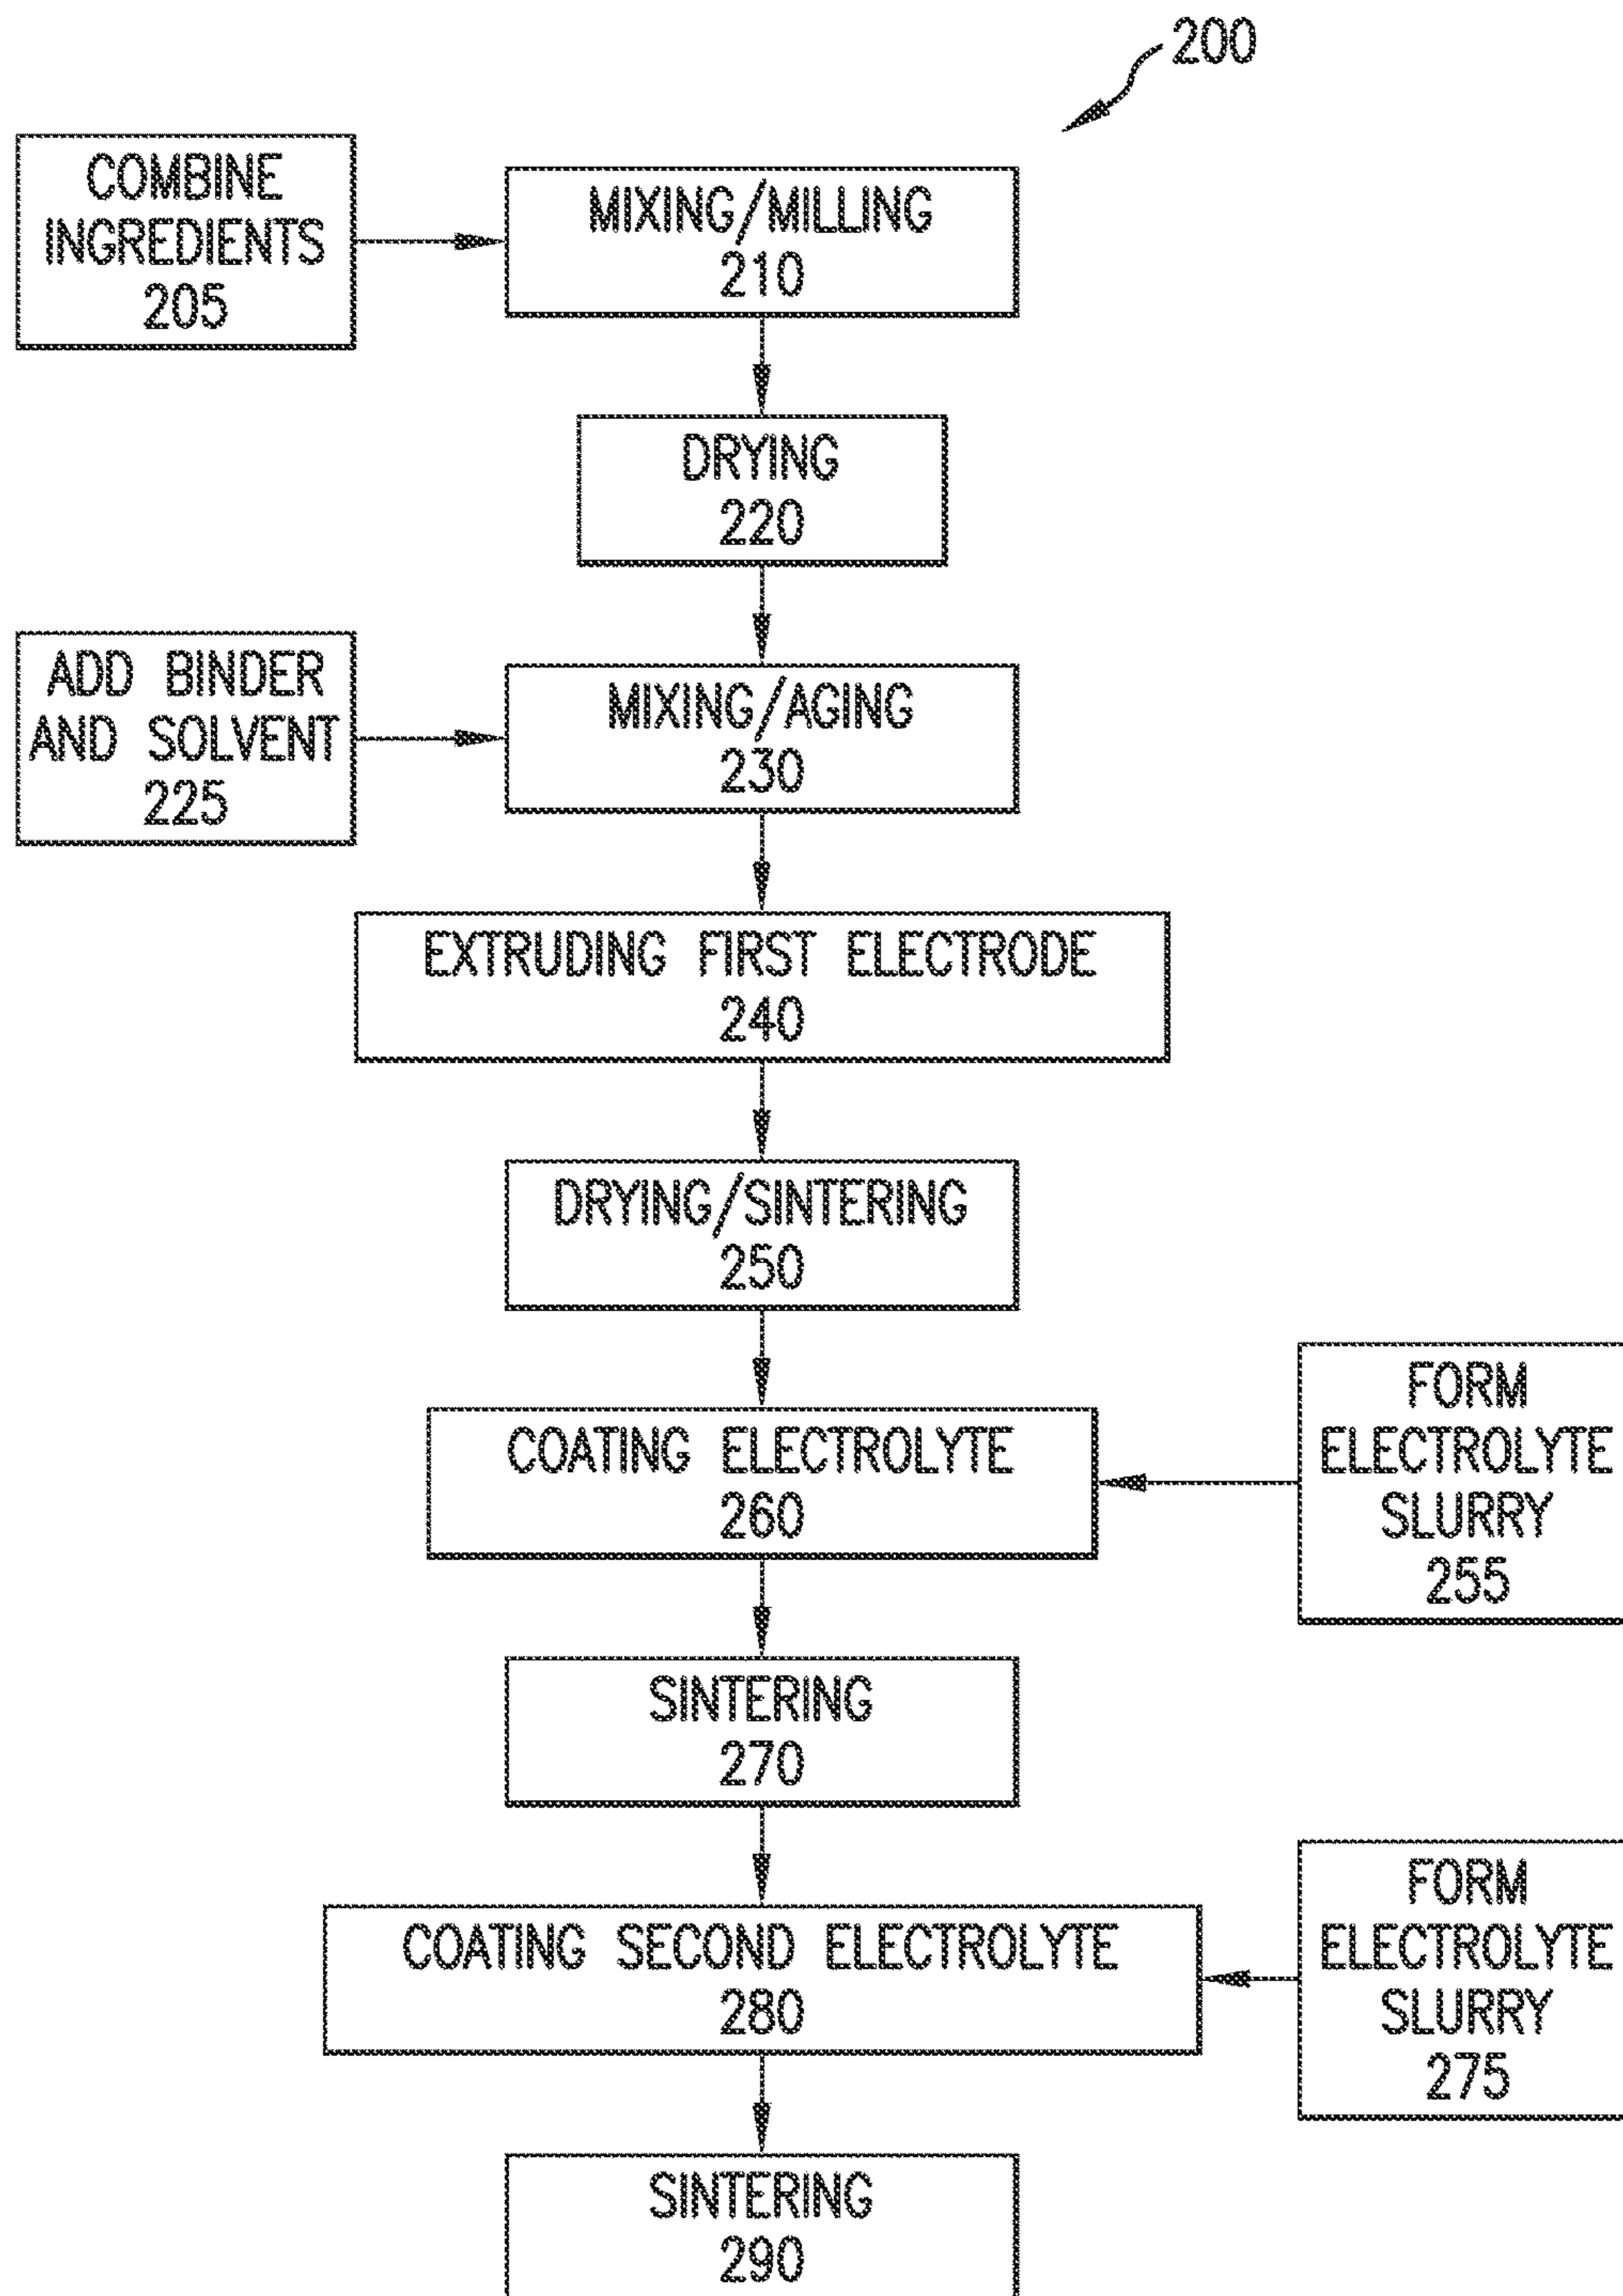 200
COMBINE
INGREDIENTS
205
MIXING/MILLING
210
DRYING
220
ADD BINDER
AND SOLVENT
225
MIXING/AGING
230
EXTRUDING FIRST ELECTRODE
240
DRYING/SINTERING
250
COATING ELECTROLYTE
260
FORM
ELECTROLYTE
SLURRY
255
SINTERING
270
COATING SECOND ELECTROLYTE
280
FORM
ELECTROLYTE
SLURRY
275
SINTERING
290